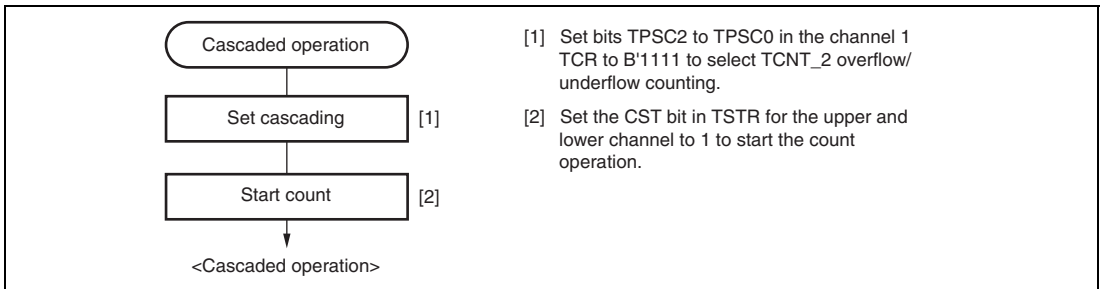 Cascaded operation
Set cascading
[1]
Start count
[2]
<Cascaded operation>
[1] Set bits TPSC2 to TPSC0 in the channel 1
TCR to B'1111 to select TCNT_2 overflow/
underflow counting.
[2] Set the CST bit in TSTR for the upper and
lower channel to 1 to start the count
operation.